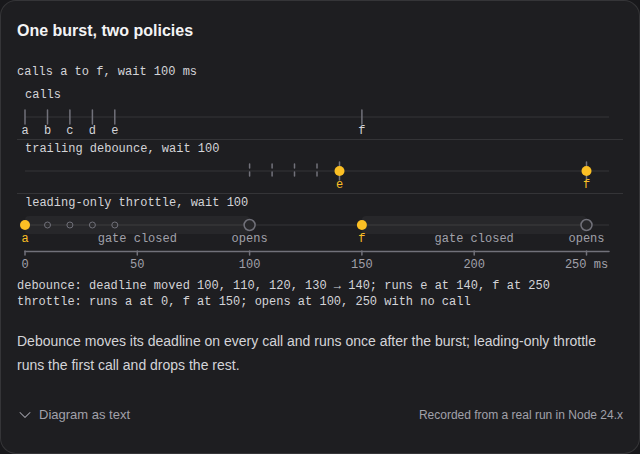 One burst, two policies
calls a to f, wait 100 ms
calls
a b c d e f
trailing debounce, wait 100
e f
leading-only throttle, wait 100
a gate closed opens f gate closed opens
0 50 100 150 200 250 ms
debounce: deadline moved 100, 110, 120, 130 → 140; runs e at 140, f at 250
throttle: runs a at 0, f at 150; opens at 100, 250 with no call
Debounce moves its deadline on every call and runs once after the burst; leading-only throttle
runs the first call and drops the rest.
Diagram as text Recorded from a real run in Node 24.x